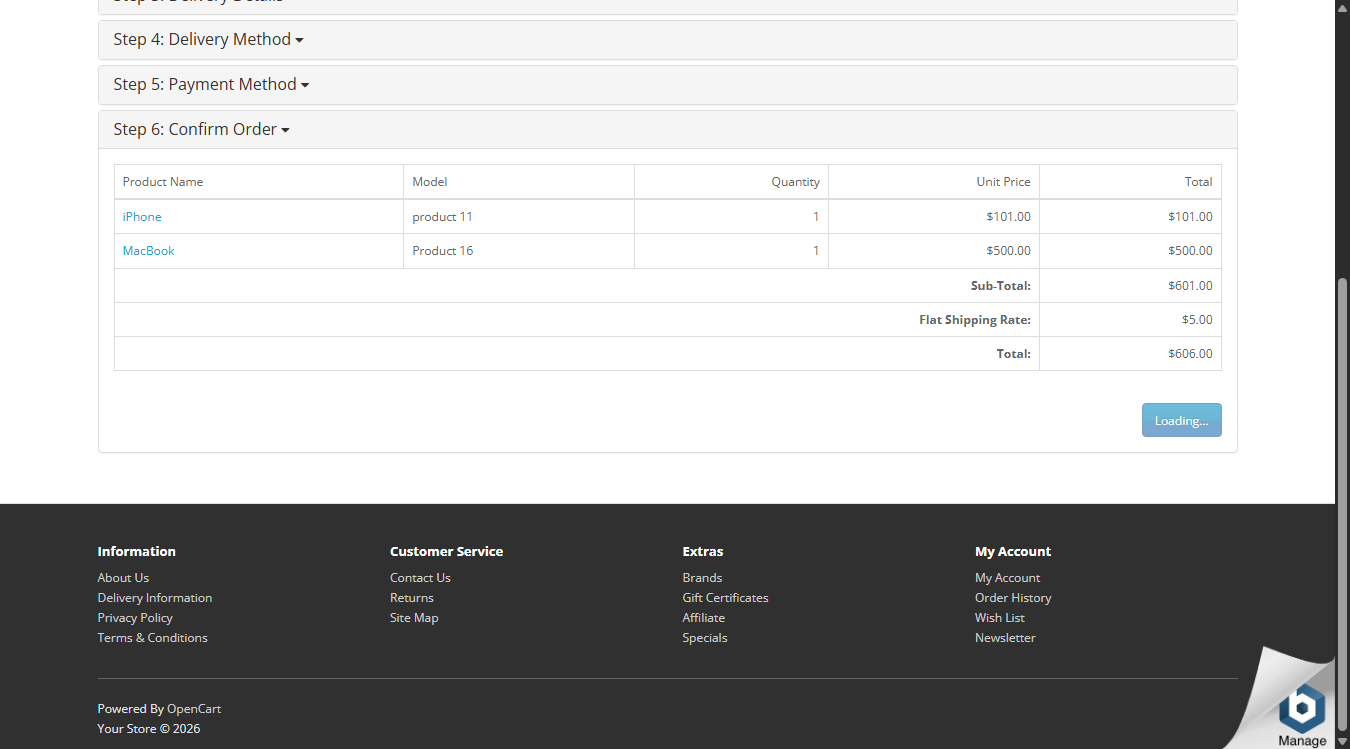 Step 4: Delivery Method
Step 5: Payment Method
Step 6: Confirm Order
Product Name Model Quantity Unit Price Total
iPhone product 11 1 $101.00 $101.00
MacBook Product 16 1 $500.00 $500.00
Sub-Total: $601.00
Flat Shipping Rate: $5.00
Total: $606.00
Loading...
Information Customer Service Extras My Account
About Us Contact Us Brands My Account
Delivery Information Returns Gift Certificates Order History
Privacy Policy Site Map Affiliate Wish List
Terms & Conditions Specials Newsletter
Powered By OpenCart
Your Store © 2026
Manage